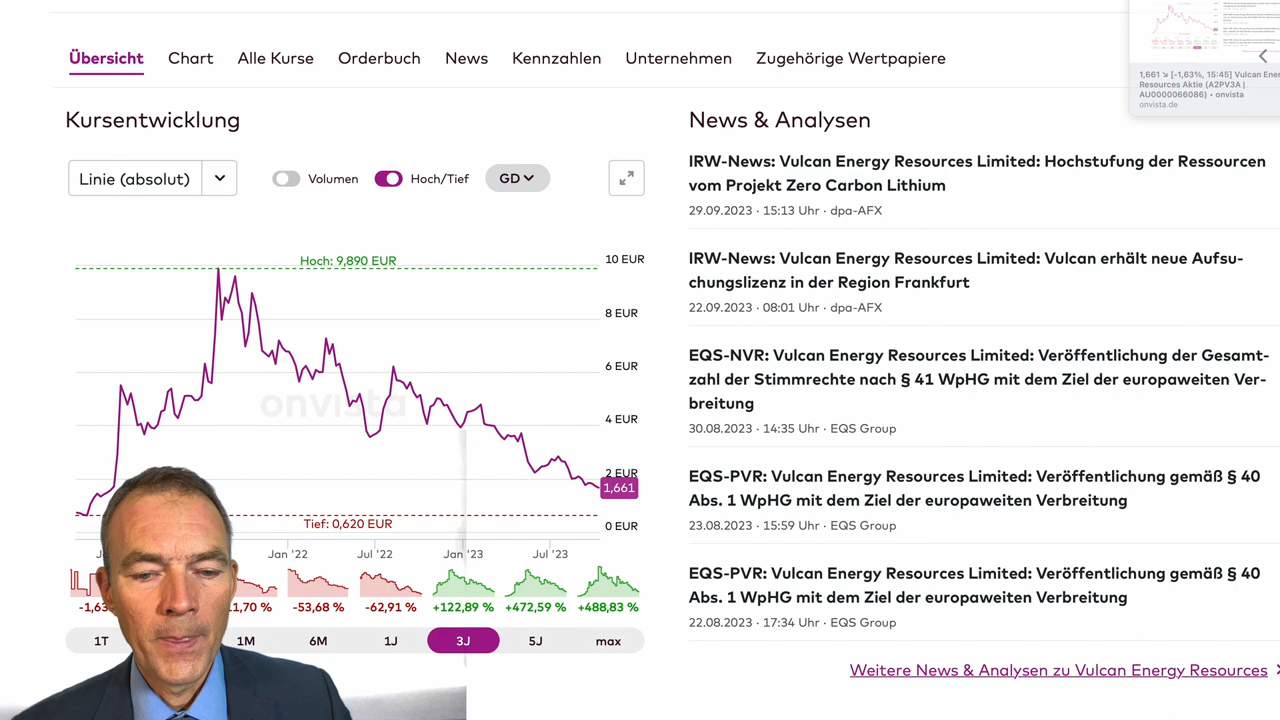 Übersicht Chart Alle Kurse Orderbuch News Kennzahlen Unternehmen Zugehörige Wertpapiere
1,661 ↘ [-1,63%, 15:45] Vulcan Ener
Resources Aktie (A2PV3A |
AU0000066086) • onvista
onvista.de
Kursentwicklung
Linie (absolut)
Volumen
Hoch/Tief
GD
Hoch: 9,890 EUR
10 EUR
8 EUR
6 EUR
onvista
4 EUR
2 EUR
1,661
Tief: 0,620 EUR
0 EUR
Jan '22 Jul '22 Jan '23 Jul '23
-1,63 1,70 % -53,68 % -62,91 % +122,89 % +472,59 % +488,83 %
1T 1M 6M 1J 3J 5J max
News & Analysen
IRW-News: Vulcan Energy Resources Limited: Hochstufung der Ressourcen
vom Projekt Zero Carbon Lithium
29.09.2023 · 15:13 Uhr · dpa-AFX
IRW-News: Vulcan Energy Resources Limited: Vulcan erhält neue Aufsu-
chungslizenz in der Region Frankfurt
22.09.2023 · 08:01 Uhr · dpa-AFX
EQS-NVR: Vulcan Energy Resources Limited: Veröffentlichung der Gesamt-
zahl der Stimmrechte nach § 41 WpHG mit dem Ziel der europaweiten Ver-
breitung
30.08.2023 · 14:35 Uhr · EQS Group
EQS-PVR: Vulcan Energy Resources Limited: Veröffentlichung gemäß § 40
Abs. 1 WpHG mit dem Ziel der europaweiten Verbreitung
23.08.2023 · 15:59 Uhr · EQS Group
EQS-PVR: Vulcan Energy Resources Limited: Veröffentlichung gemäß § 40
Abs. 1 WpHG mit dem Ziel der europaweiten Verbreitung
22.08.2023 · 17:34 Uhr · EQS Group
Weitere News & Analysen zu Vulcan Energy Resources